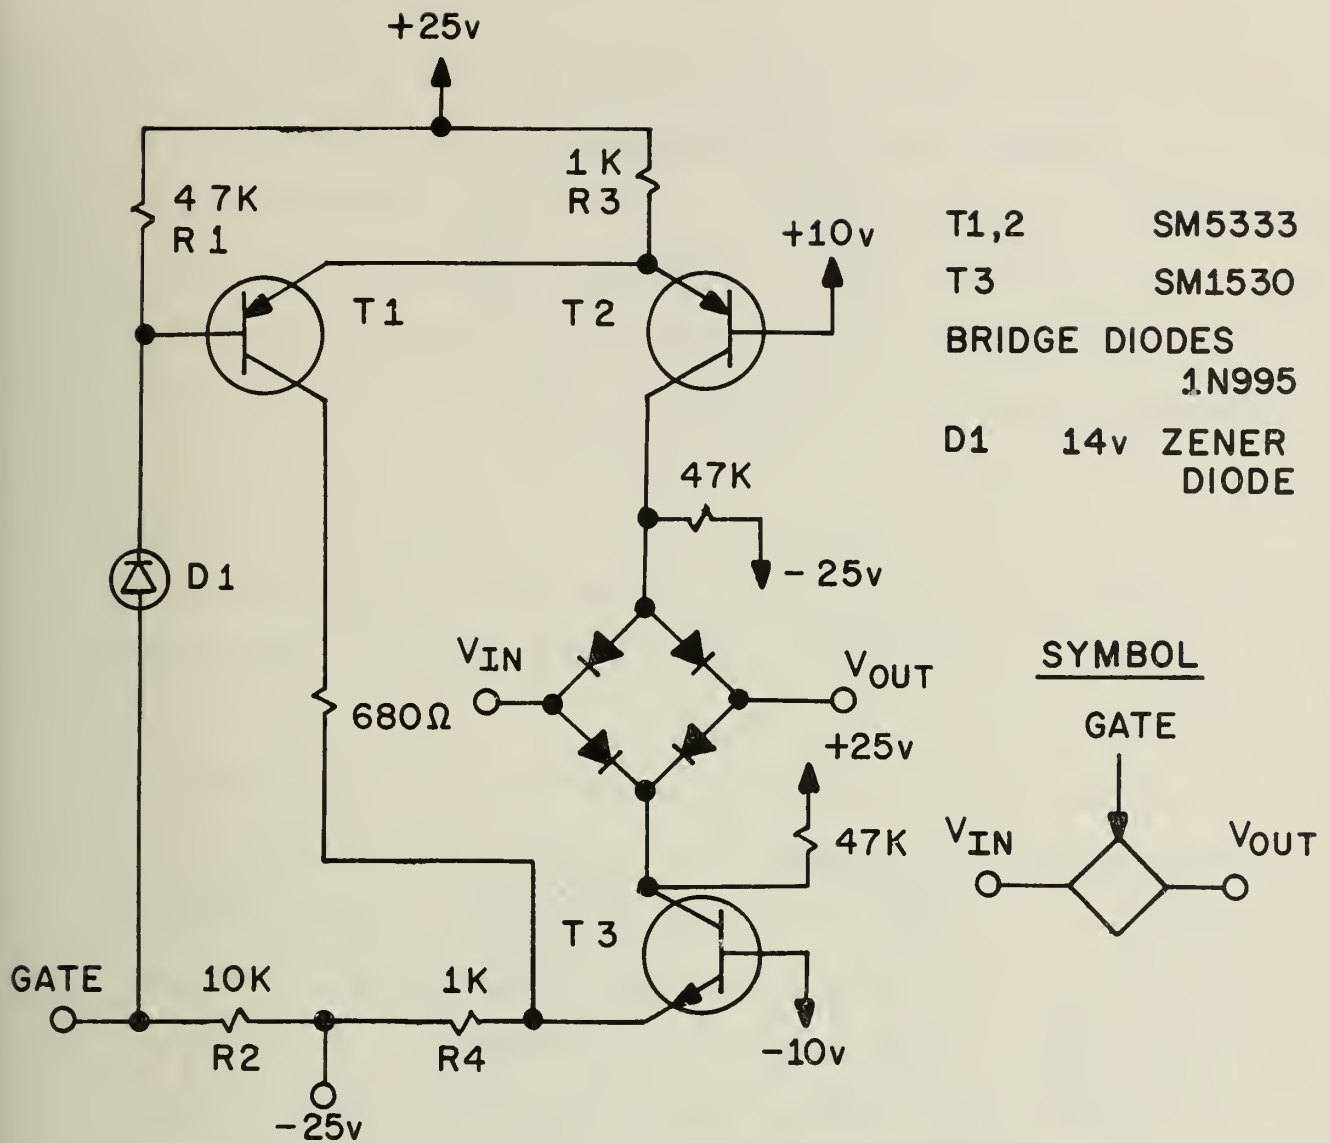 +25v
1K
R3
4 7K
R1
+10v
T1,2 SM5333
T3 SM1530
BRIDGE DIODES
1N995
D1 14v ZENER
DIODE
T1
T2
47K
-25v
D1
VIN
VOUT
680Ω
+25v
47K
SYMBOL
GATE
VIN
VOUT
T3
GATE
10K
R2
1K
R4
-10v
-25v